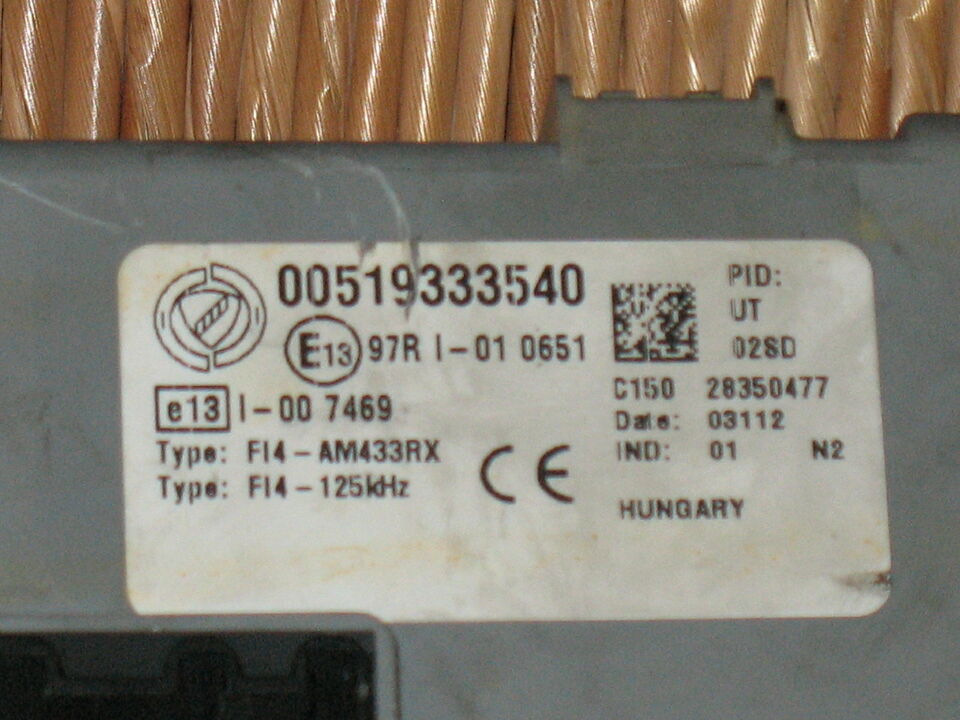 00519333540
E13 97R I-01 0651
e13 I-00 7469
Type: FI4-AM433RX
Type: FI4-125kHz
CE
PID:
UT
02SD
C150 28350477
Date: 03112
IND: 01 N2
HUNGARY